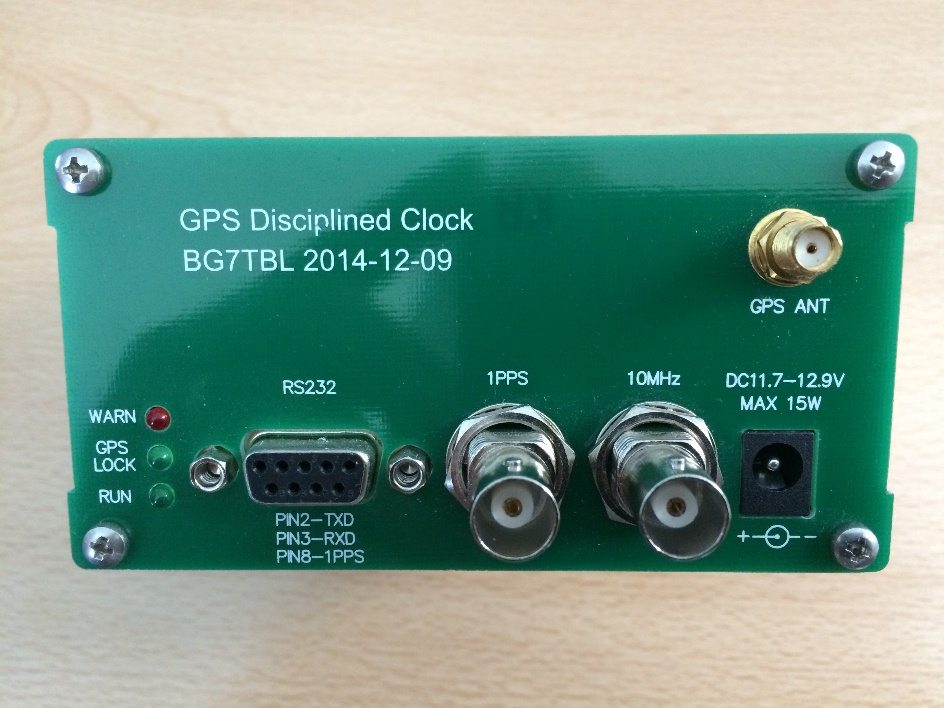 GPS Disciplined Clock
BG7TBL 2014-12-09
GPS ANT
RS232
1PPS
10MHz
DC11.7-12.9V
MAX 15W
WARN
GPS
LOCK
RUN
PIN2-TXD
PIN3-RXD
PIN8-1PPS
+ -